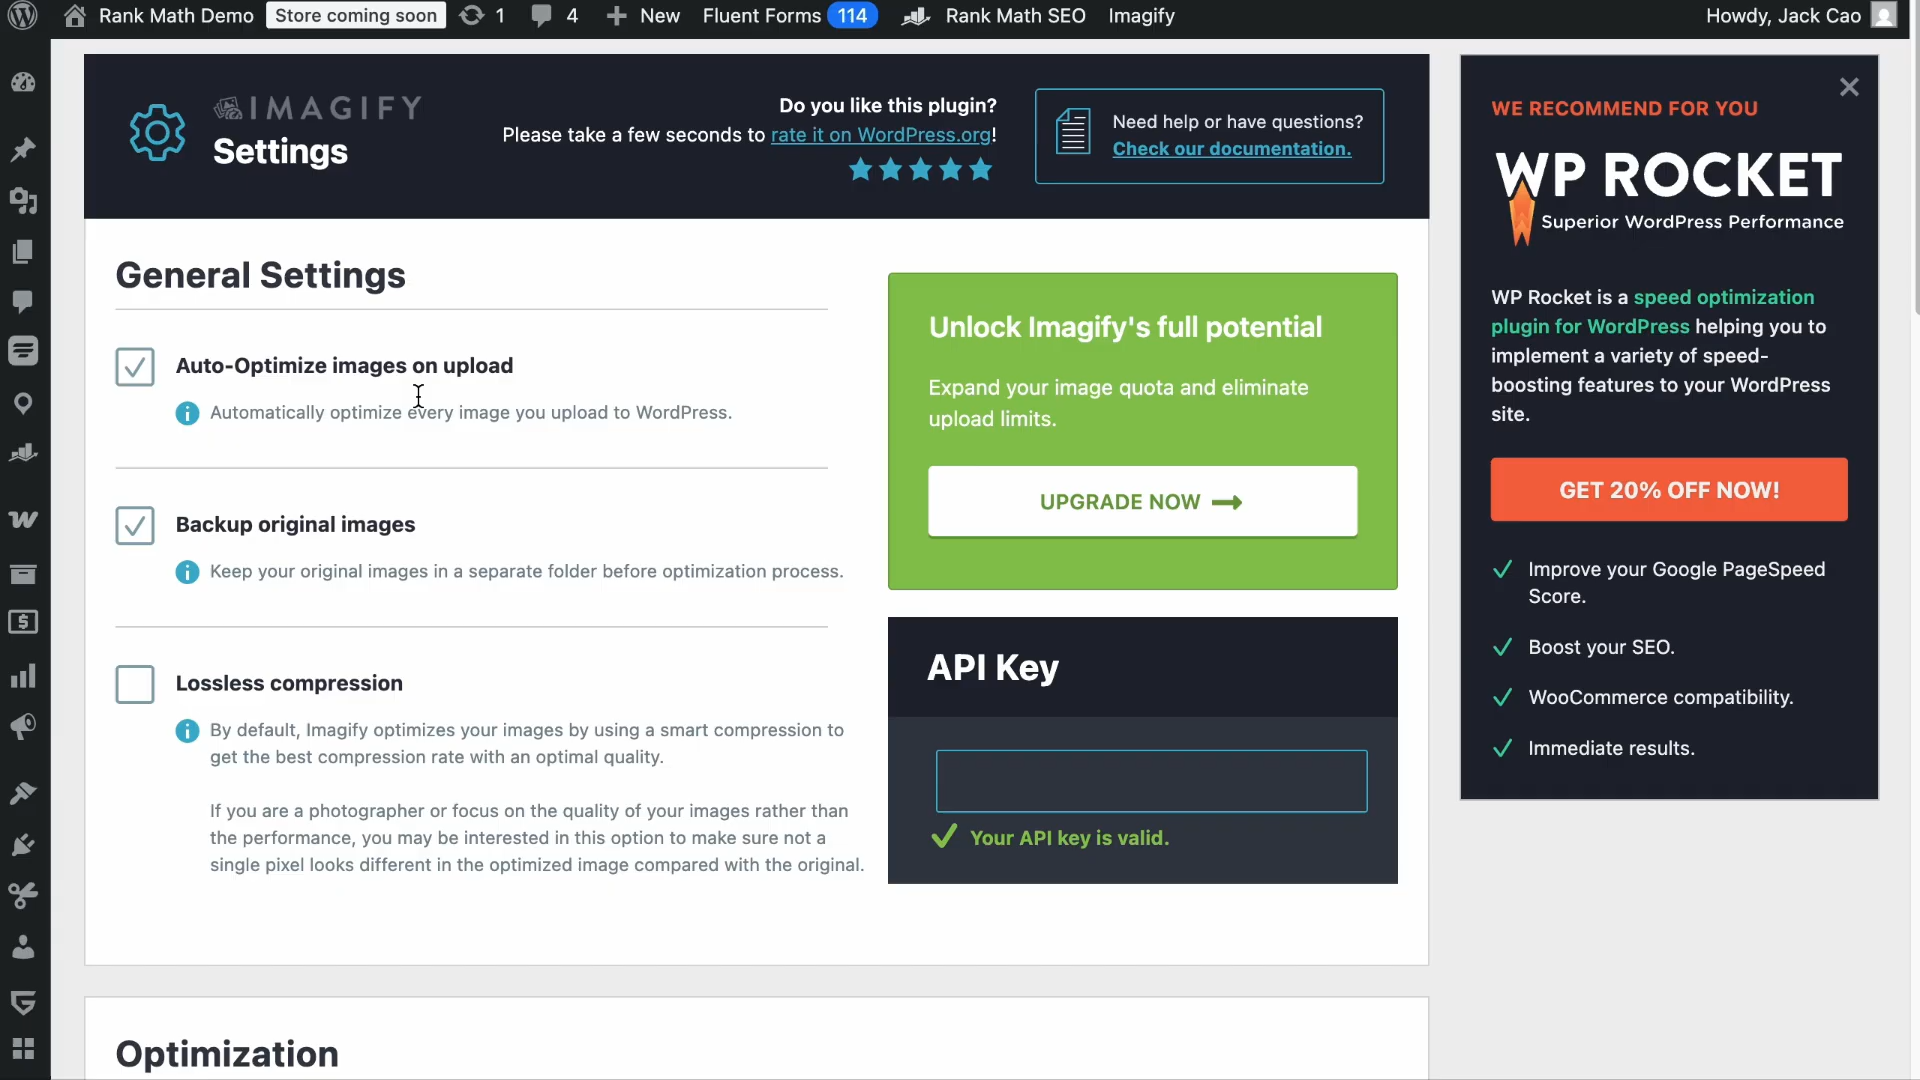 Rank Math Demo
Store coming soon
1
4
New
Fluent Forms 114
Rank Math SEO
Imagify
Howdy, Jack Cao
IMAGIFY
Settings
Do you like this plugin?
Please take a few seconds to rate it on WordPress.org!
Need help or have questions?
Check our documentation.
General Settings
Auto-Optimize images on upload
Automatically optimize every image you upload to WordPress.
Backup original images
Keep your original images in a separate folder before optimization process.
Lossless compression
By default, Imagify optimizes your images by using a smart compression to
get the best compression rate with an optimal quality.
If you are a photographer or focus on the quality of your images rather than
the performance, you may be interested in this option to make sure not a
single pixel looks different in the optimized image compared with the original.
Unlock Imagify's full potential
Expand your image quota and eliminate
upload limits.
UPGRADE NOW
API Key
Your API key is valid.
WE RECOMMEND FOR YOU
WP ROCKET
Superior WordPress Performance
WP Rocket is a speed optimization
plugin for WordPress helping you to
implement a variety of speed-
boosting features to your WordPress
site.
GET 20% OFF NOW!
Improve your Google PageSpeed
Score.
Boost your SEO.
WooCommerce compatibility.
Immediate results.
Optimization